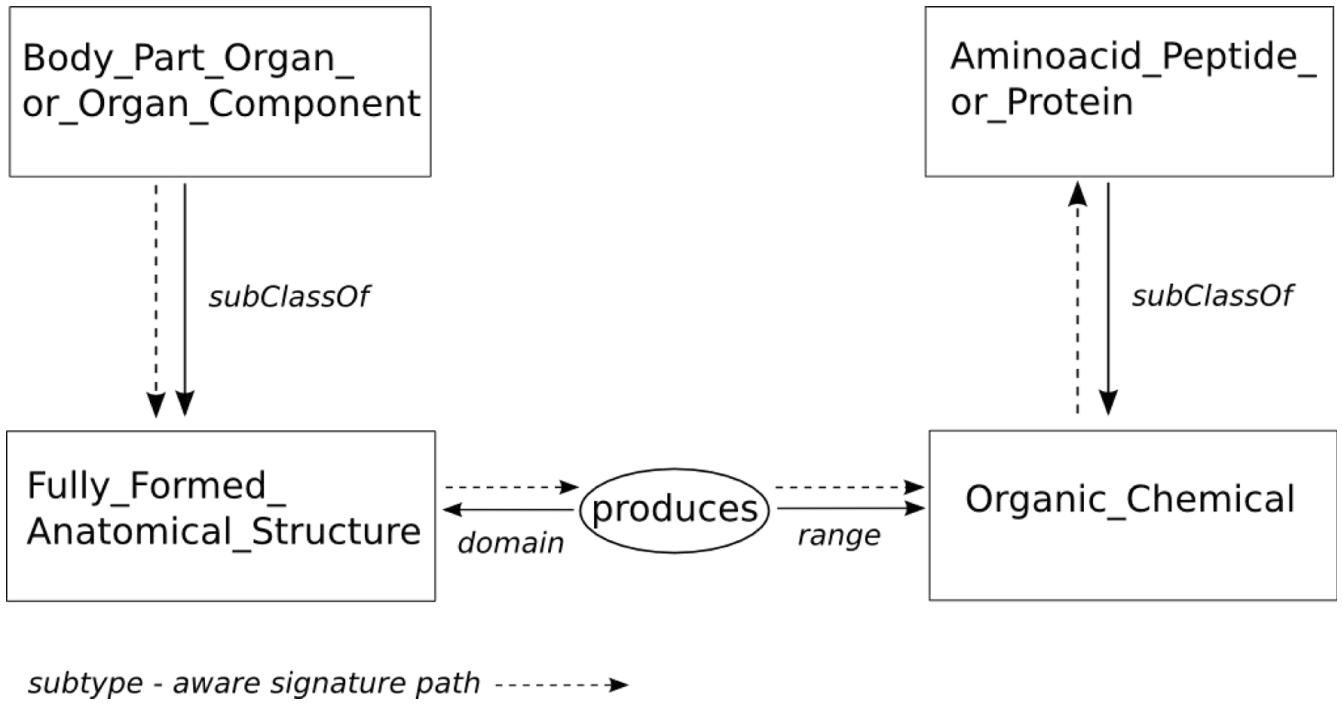 Body_Part_Organ_
or_Organ_Component
Aminoacid_Peptide_
or_Protein
subClassOf
subClassOf
Fully_Formed_
Anatomical_Structure
domain
produces
range
Organic_Chemical
subtype - aware signature path